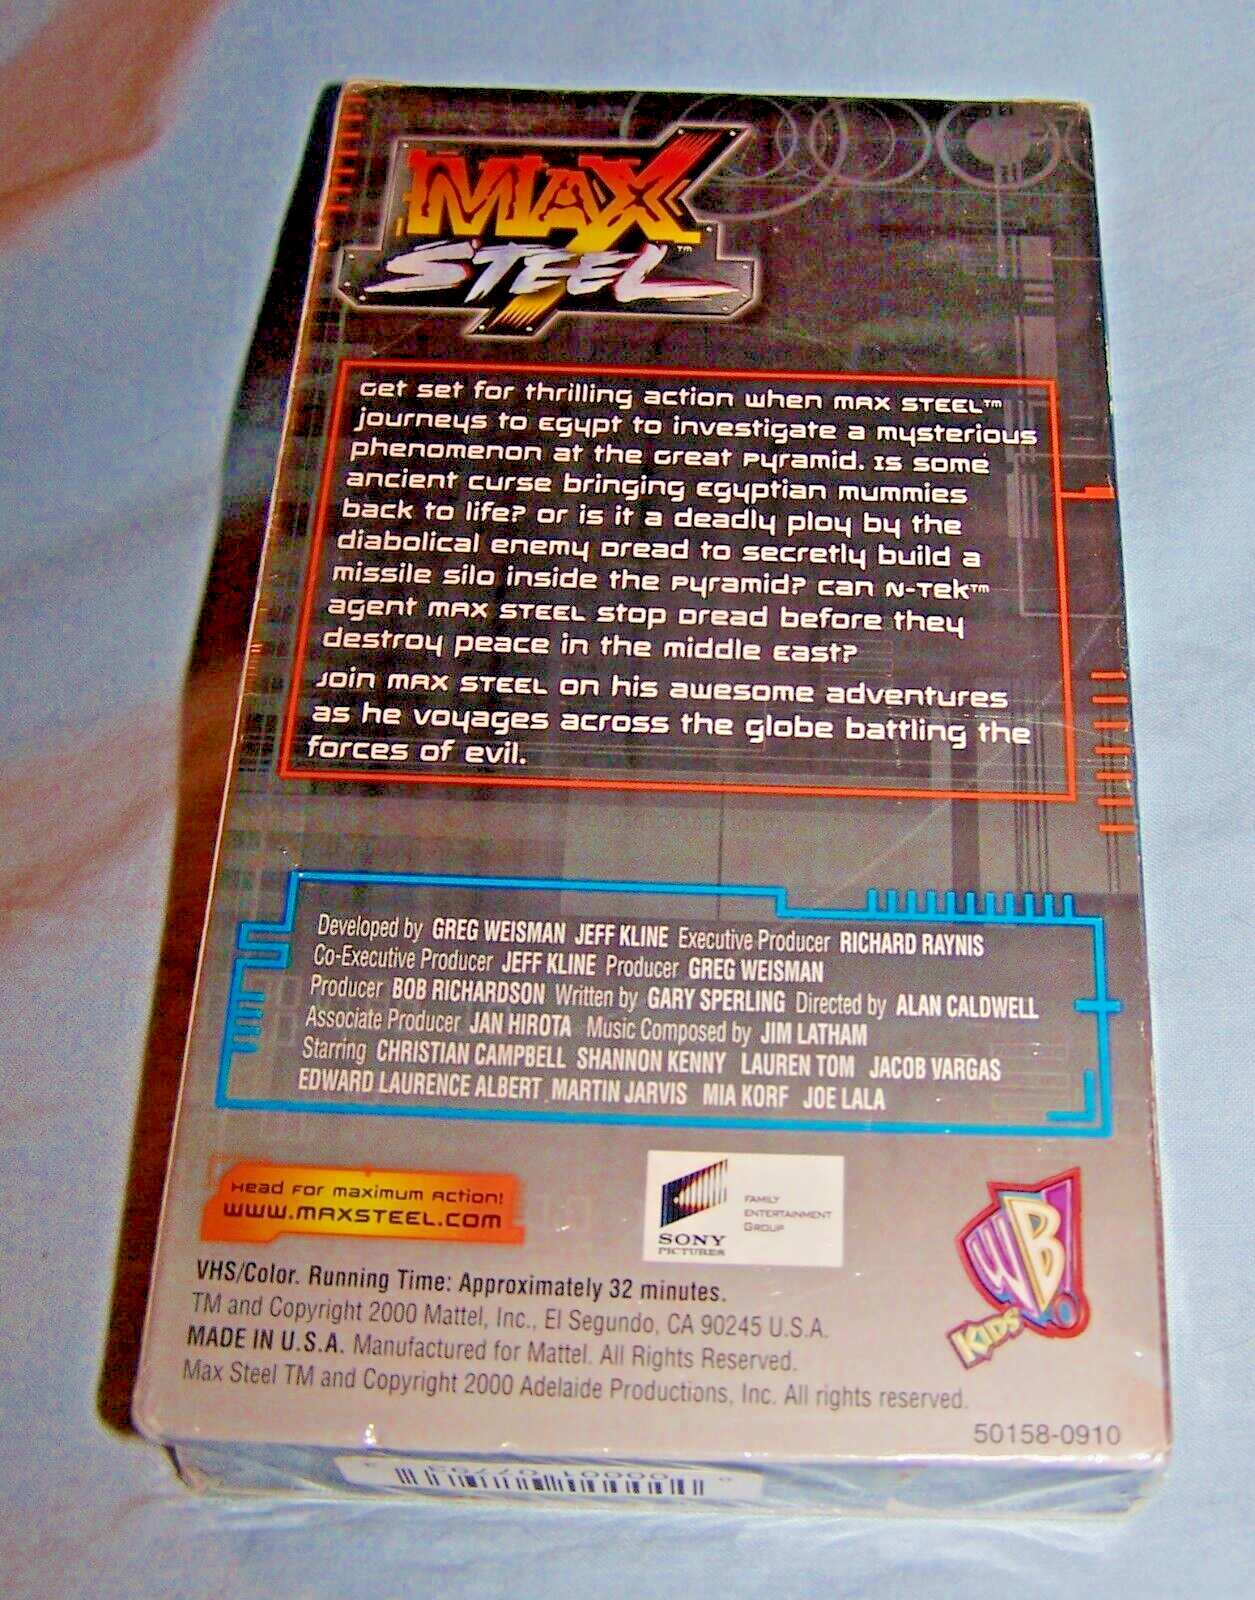 MAX
STEEL™
Get set for thrilling action when MAX STEEL™
journeys to Egypt to investigate a mysterious
phenomenon at the Great Pyramid. Is some
ancient curse bringing Egyptian mummies
back to life? Or is it a deadly ploy by the
diabolical enemy Dread to secretly build a
missile silo inside the Pyramid? Can N-Tek™
agent MAX STEEL stop Dread before they
destroy peace in the middle East?
Join MAX STEEL on his awesome adventures
as he voyages across the globe battling the
forces of evil.
Developed by GREG WEISMAN JEFF KLINE Executive Producer RICHARD RAYNIS
Co-Executive Producer JEFF KLINE Producer GREG WEISMAN
Producer BOB RICHARDSON Written by GARY SPERLING Directed by ALAN CALDWELL
Associate Producer JAN HIROTA Music Composed by JIM LATHAM
Starring CHRISTIAN CAMPBELL SHANNON KENNY LAUREN TOM JACOB VARGAS
EDWARD LAURENCE ALBERT MARTIN JARVIS MIA KORF JOE LALA
Head For Maximum Action!
www.MAXSTEEL.com
SONY
PICTURES
FAMILY
ENTERTAINMENT
GROUP
WB
KIDS
VHS/Color. Running Time: Approximately 32 minutes.
TM and Copyright 2000 Mattel, Inc., El Segundo, CA 90245 U.S.A.
MADE IN U.S.A. Manufactured for Mattel. All Rights Reserved.
Max Steel TM and Copyright 2000 Adelaide Productions, Inc. All rights reserved.
50158-0910